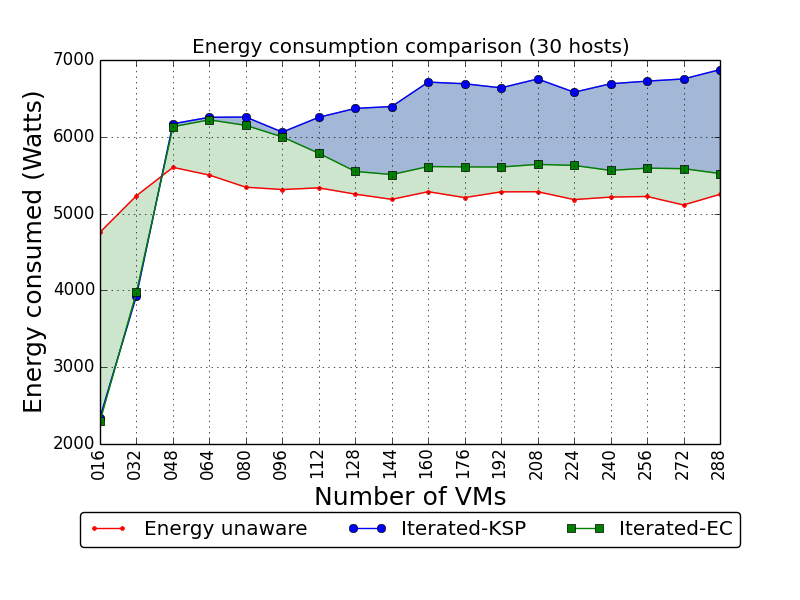 Energy consumption comparison (30 hosts)
Energy consumed (Watts)
7000
6000
5000
4000
3000
2000
016 032 048 064 080 096 112 128 144 160 176 192 208 224 240 256 272 288
Number of VMs
Energy unaware Iterated-KSP Iterated-EC